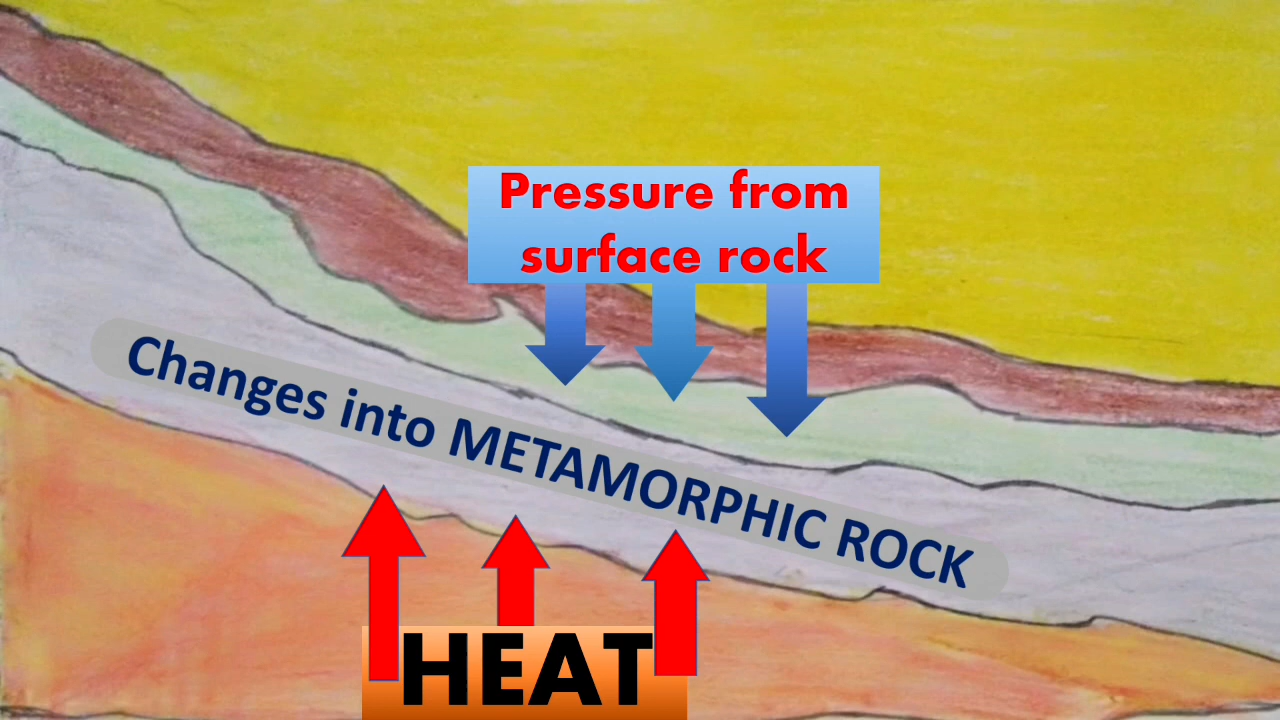 Pressure from
surface rock
Changes into METAMORPHIC ROCK
HEAT